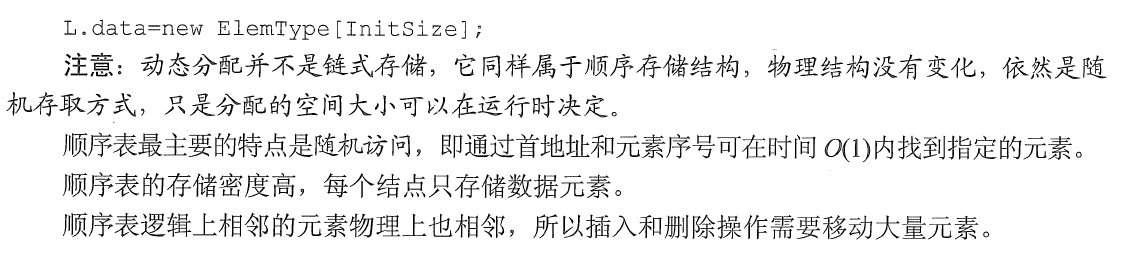 L.data=new ElemType[InitSize];
注意：动态分配并不是链式存储，它同样属于顺序存储结构，物理结构没有变化，依然是随
机存取方式，只是分配的空间大小可以在运行时决定。
顺序表最主要的特点是随机访问，即通过首地址和元素序号可在时间 O(1)内找到指定的元素。
顺序表的存储密度高，每个结点只存储数据元素。
顺序表逻辑上相邻的元素物理上也相邻，所以插入和删除操作需要移动大量元素。